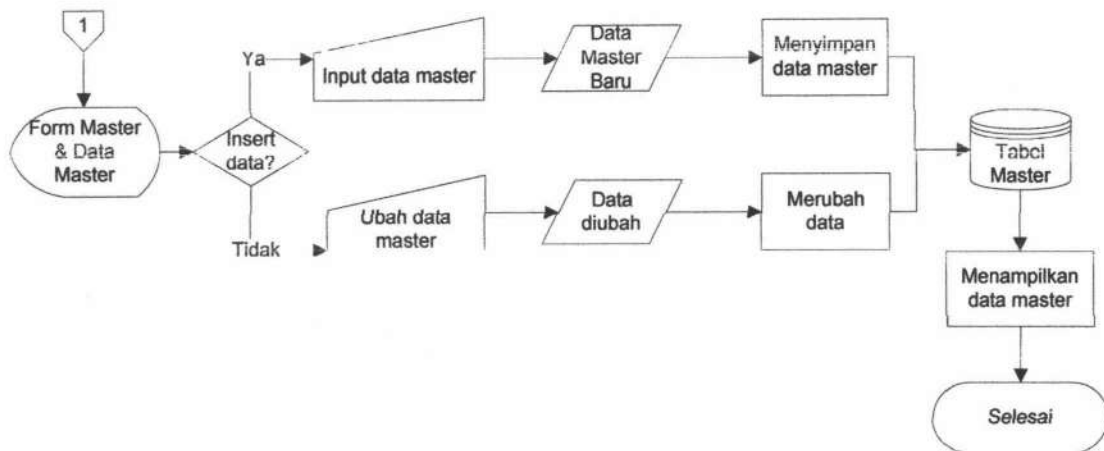 1
Form Master
& Data
Master
Insert
data?
Ya
Input data master
Data
Master
Baru
Menyimpan
data master
Tidak
Ubah data
master
Data
diubah
Merubah
data
Tabel
Master
Menampilkan
data master
Selesai